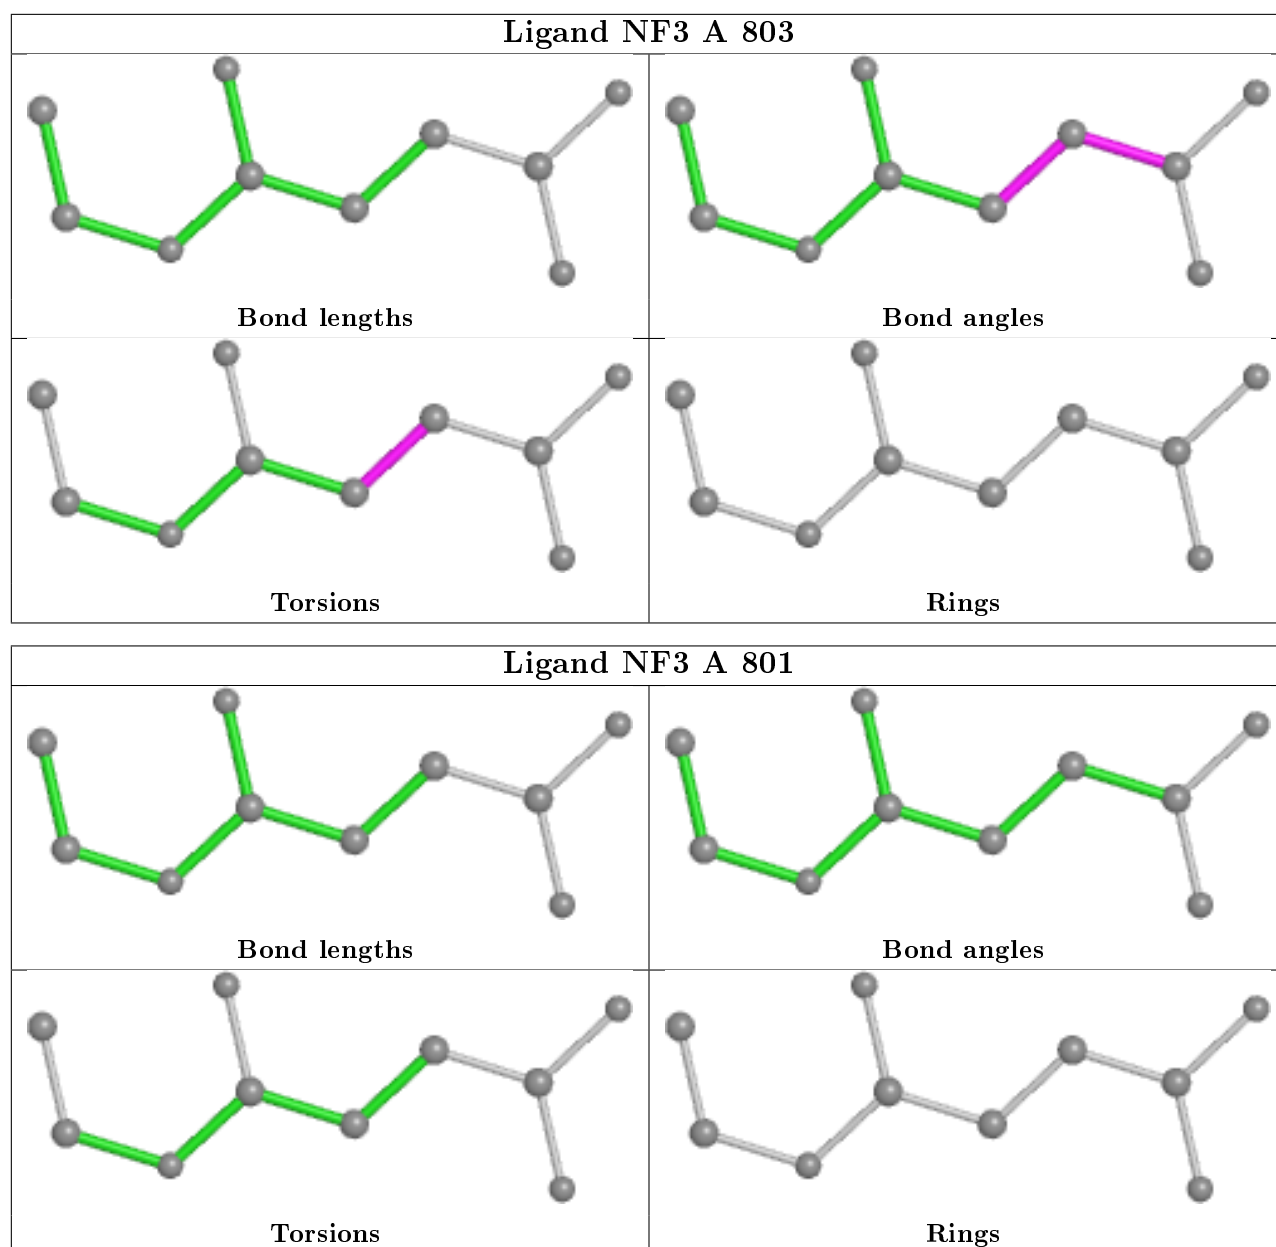 Ligand NF3 A 803
Bond lengths
Bond angles
Torsions
Rings
Ligand NF3 A 801
Bond lengths
Bond angles
Torsions
Rings